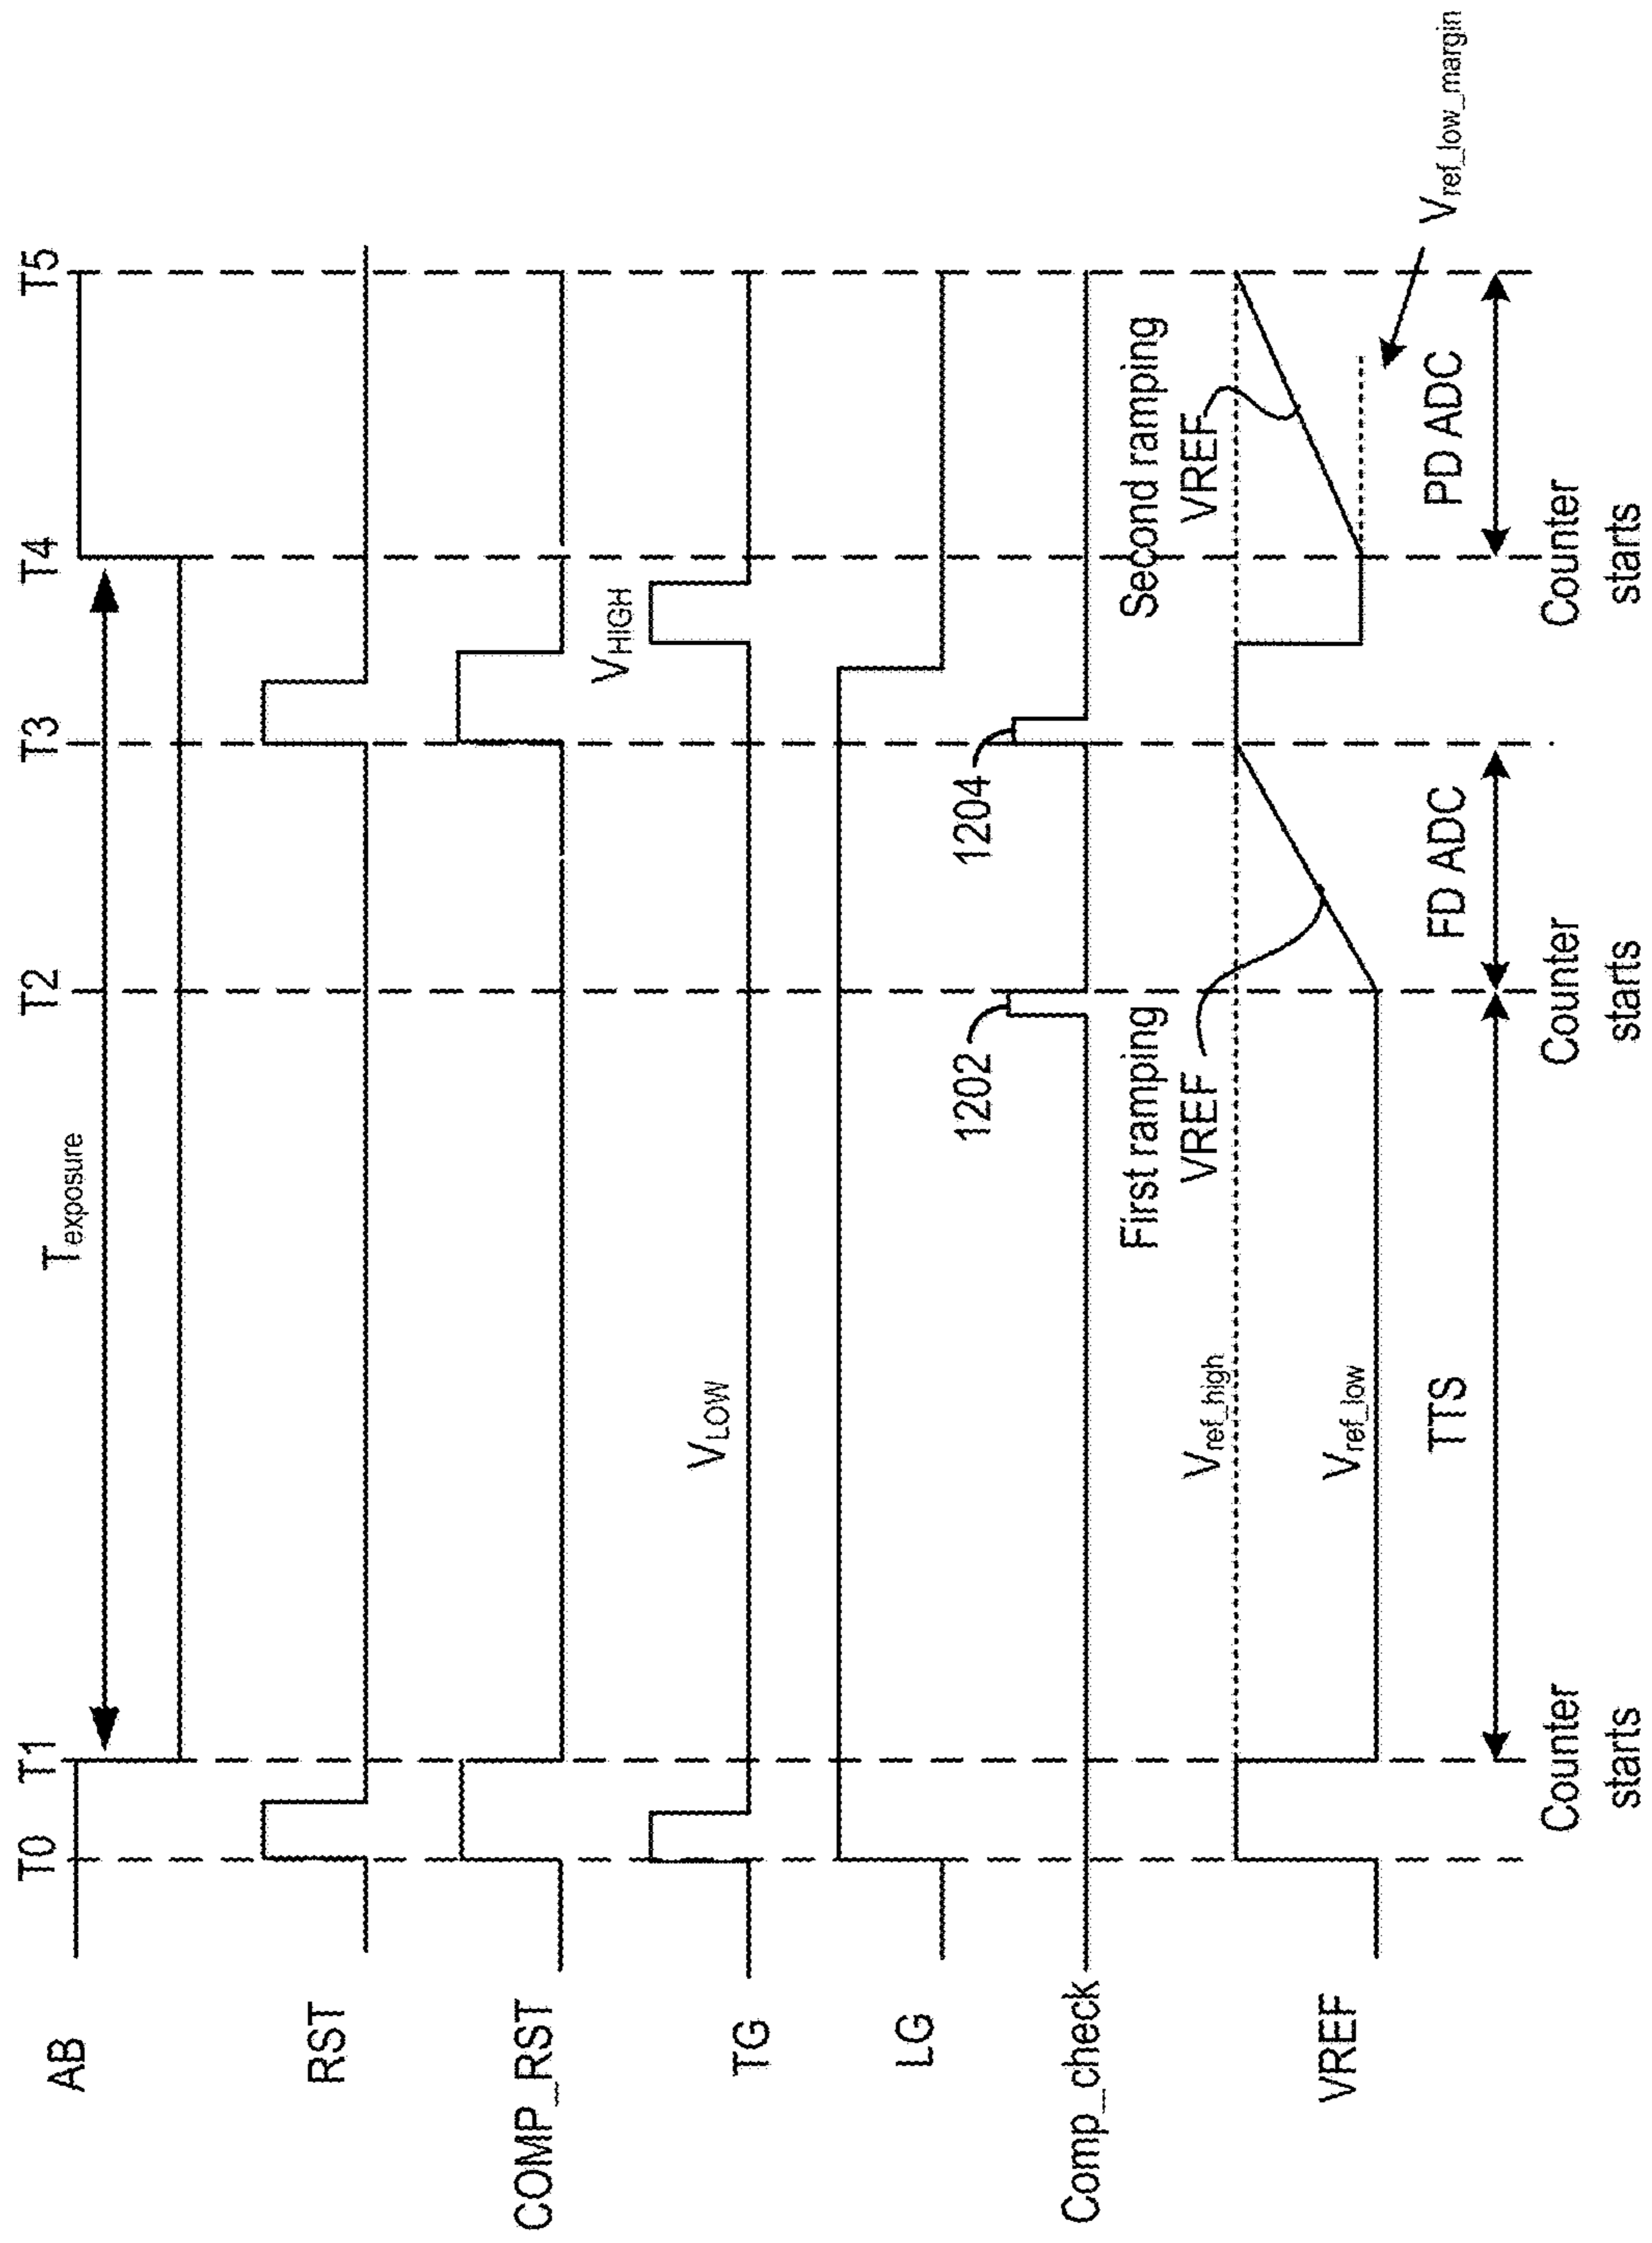 T0
T1
T2
T3
T4
T5
AB
Texposure
RST
COMP_RST
TG
VLOW
VHIGH
LG
Comp_check
1202
1204
VREF
Vref_high
Vref_low
First ramping
VREF
Second ramping
VREF
Vref_low_margin
TTS
FD ADC
PD ADC
Counter
starts
Counter
starts
Counter
starts